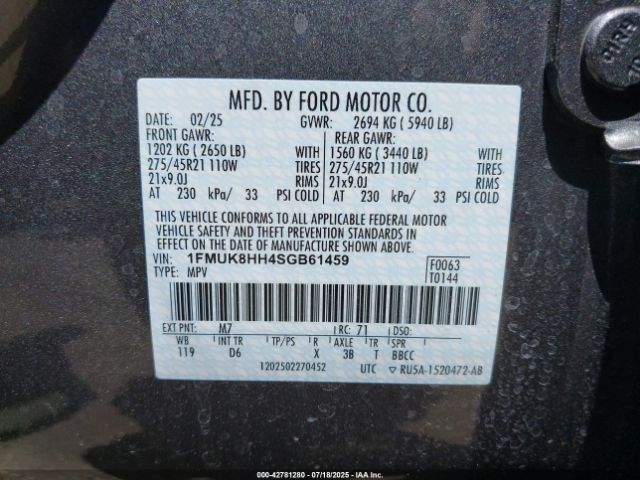 MFD. BY FORD MOTOR CO.
DATE: 02/25 GVWR: 2694 KG ( 5940 LB)
FRONT GAWR: REAR GAWR:
1202 KG ( 2650 LB) WITH 1560 KG ( 3440 LB) WITH
275/45R21 110W TIRES 275/45R21 110W TIRES
21x9.0J RIMS 21x9.0J RIMS
AT 230 kPa/ 33 PSI COLD AT 230 kPa/ 33 PSI COLD
THIS VEHICLE CONFORMS TO ALL APPLICABLE FEDERAL MOTOR
VEHICLE SAFETY AND THEFT PREVENTION STANDARDS IN
EFFECT ON THE DATE OF MANUFACTURE SHOWN ABOVE.
VIN: 1FMUK8HH4SGB61459 F0063
TYPE: MPV T0144
EXT PNT: M7 RC: 71 DSO:
WB INT TR TP/PS R AXLE TR SPR
119 D6 X 3B T BBCC
1202502270452 UTC ▽ RU5A-1520472-AB
000-42781280 - 07/18/2025 - IAA Inc.